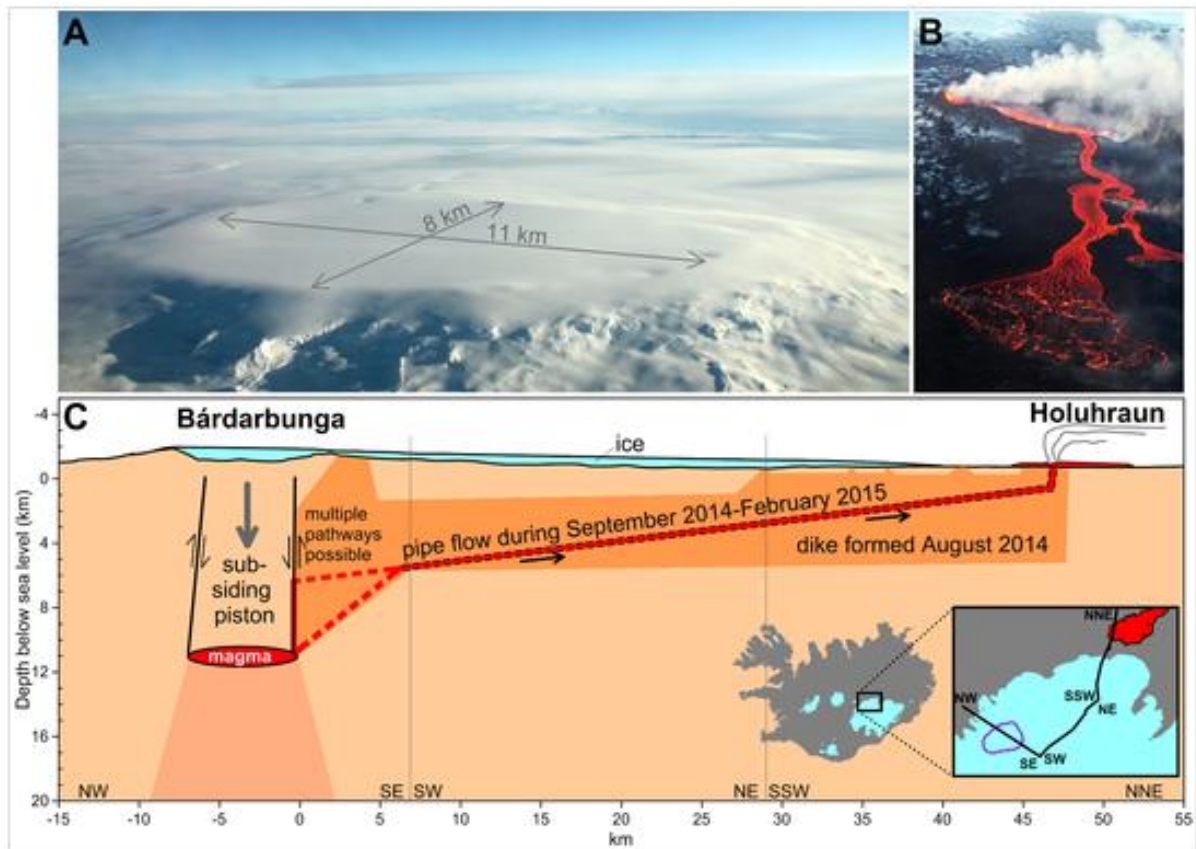 A
B
8 km
11 km
C
Bárdarbunga
Holuhraun
ice
multiple
pathways
possible
sub-
siding
piston
magma
pipe flow during September 2014-February 2015
dike formed August 2014
Depth below sea level (km)
-4
0
4
8
12
16
20
NW
SE
SW
NE
SSW
NNE
NNE
NW
SSW
NE
SE
SW
-15
-10
-5
0
5
10
15
20
25
30
35
40
45
50
55
km